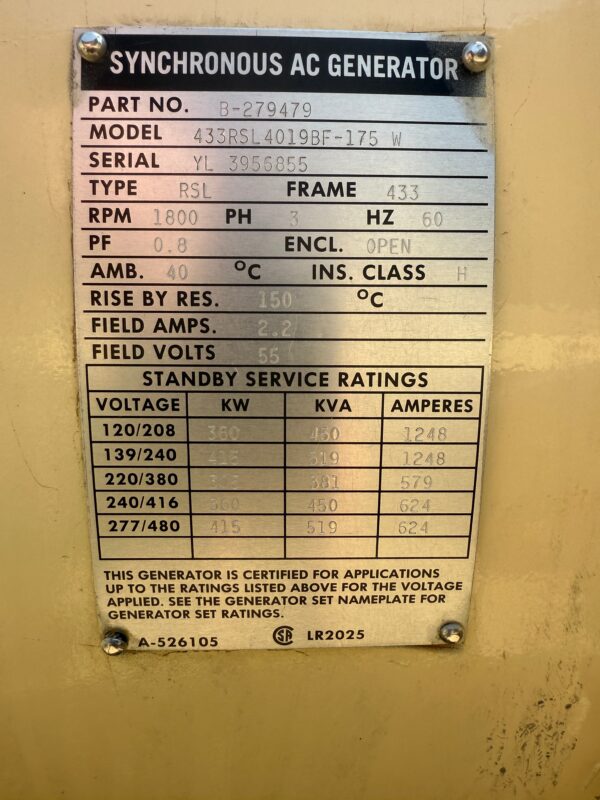 SYNCHRONOUS AC GENERATOR
PART NO. B-279479
MODEL 433RSL4019BF-175 W
SERIAL YL 3956855
TYPE RSL FRAME 433
RPM 1800 PH 3 HZ 60
PF 0.8 ENCL. OPEN
AMB. 40 °C INS. CLASS H
RISE BY RES. 150 °C
FIELD AMPS. 2.2
FIELD VOLTS 55
STANDBY SERVICE RATINGS
VOLTAGE KW KVA AMPERES
120/208 360 450 1248
139/240 415 519 1248
220/380 381 579
240/416 360 450 624
277/480 415 519 624
THIS GENERATOR IS CERTIFIED FOR APPLICATIONS
UP TO THE RATINGS LISTED ABOVE FOR THE VOLTAGE
APPLIED. SEE THE GENERATOR SET NAMEPLATE FOR
GENERATOR SET RATINGS.
A-526105 SA LR2025